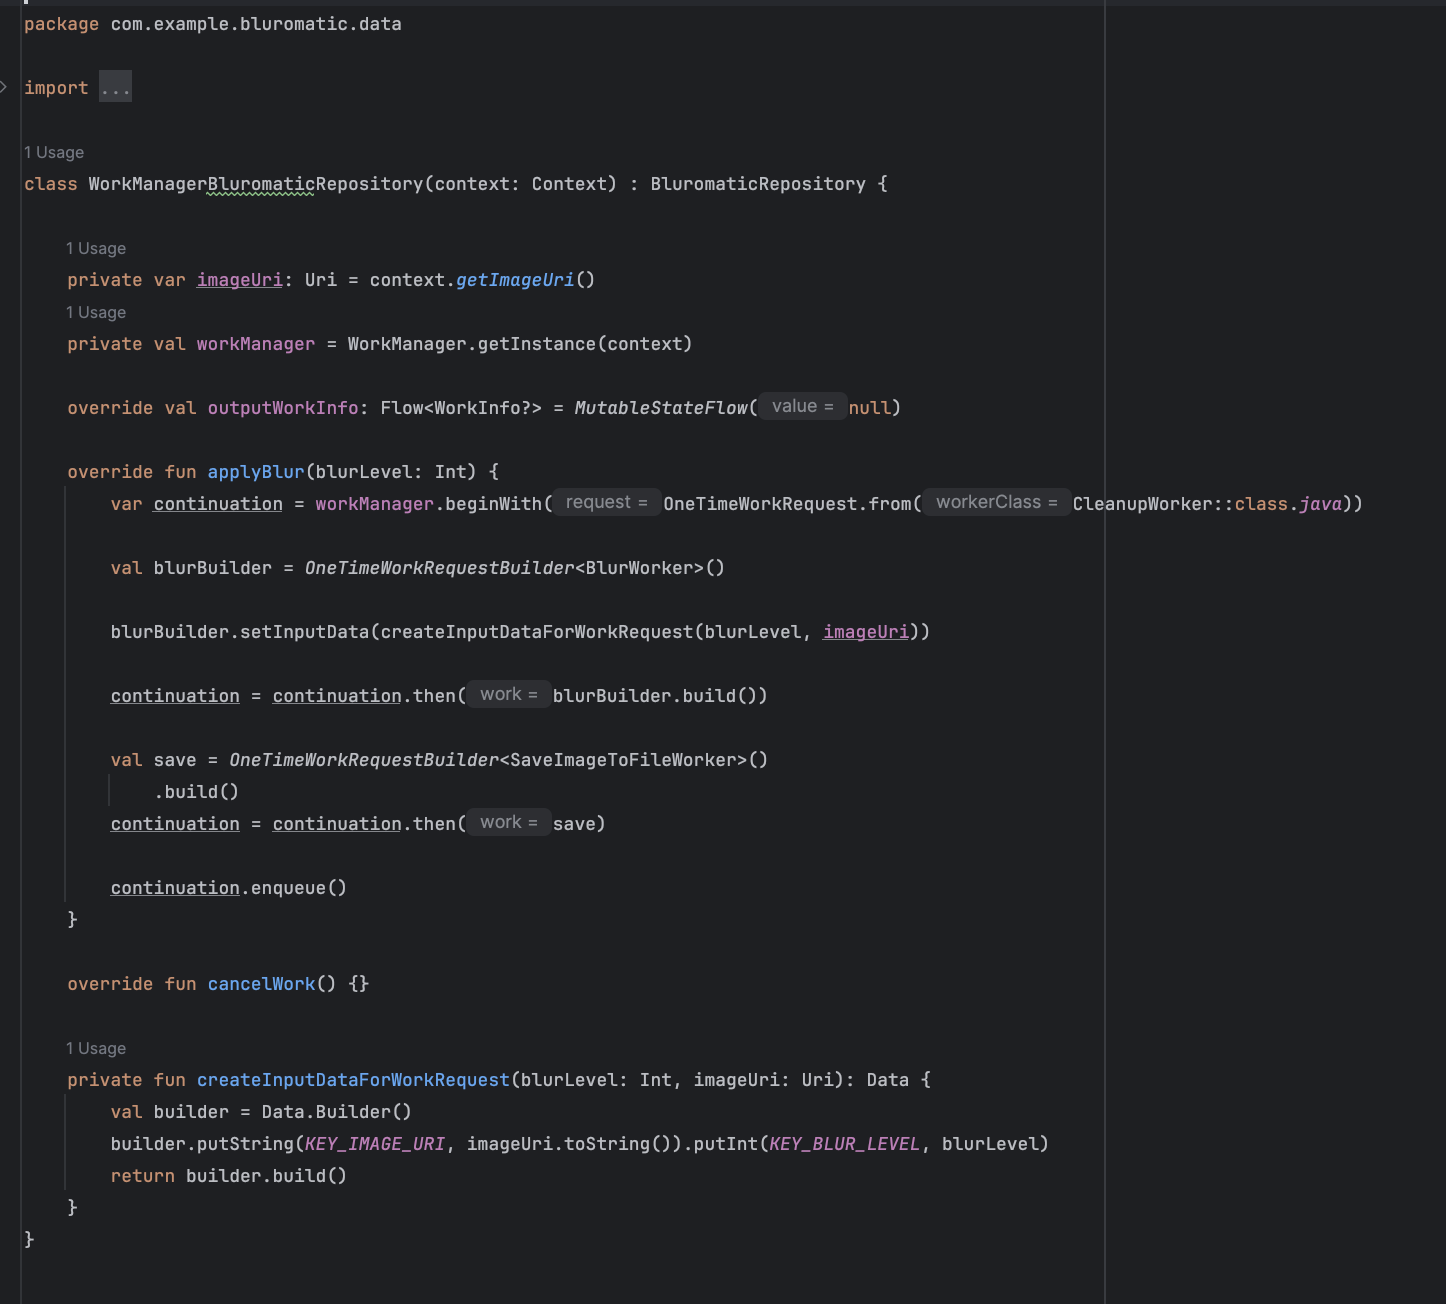 package com.example.bluromatic.data
import ...
1 Usage
class WorkManagerBluromaticRepository(context: Context) : BluromaticRepository {
1 Usage
private var imageUri: Uri = context.getImageUri()
1 Usage
private val workManager = WorkManager.getInstance(context)
override val outputWorkInfo: Flow<WorkInfo?> = MutableStateFlow( value = null)
override fun applyBlur(blurLevel: Int) {
var continuation = workManager.beginWith( request = OneTimeWorkRequest.from( workerClass = CleanupWorker::class.java))
val blurBuilder = OneTimeWorkRequestBuilder<BlurWorker>()
blurBuilder.setInputData(createInputDataForWorkRequest(blurLevel, imageUri))
continuation = continuation.then( work = blurBuilder.build())
val save = OneTimeWorkRequestBuilder<SaveImageToFileWorker>()
.build()
continuation = continuation.then( work = save)
continuation.enqueue()
}
override fun cancelWork() {}
1 Usage
private fun createInputDataForWorkRequest(blurLevel: Int, imageUri: Uri): Data {
val builder = Data.Builder()
builder.putString(KEY_IMAGE_URI, imageUri.toString()).putInt(KEY_BLUR_LEVEL, blurLevel)
return builder.build()
}
}